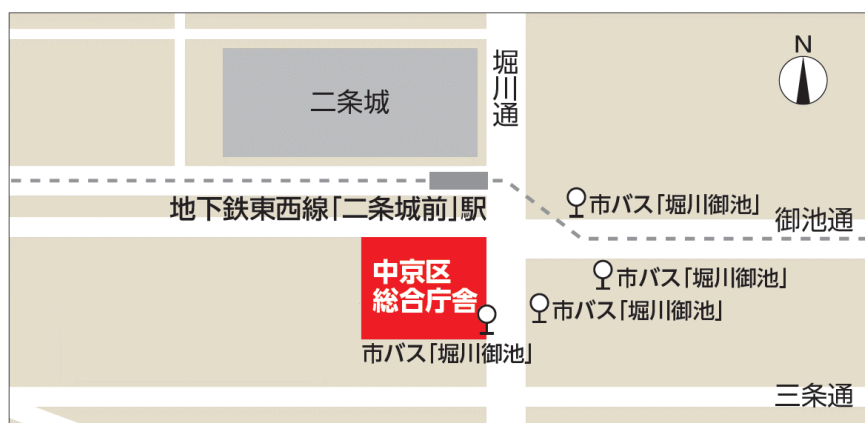 N
二条城
堀川通
地下鉄東西線「二条城前」駅
市バス「堀川御池」
御池通
中京区
総合庁舎
市バス「堀川御池」
市バス「堀川御池」
市バス「堀川御池」
三条通